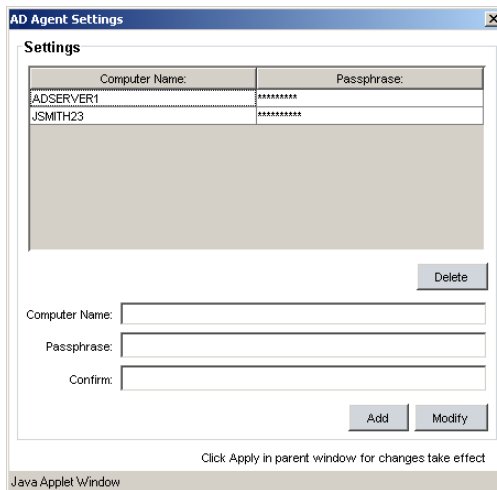 AD Agent Settings
Settings
Computer Name: Passphrase:
ADSERVER1 *********
JSMITH23 **********
Delete
Computer Name:
Passphrase:
Confirm:
Add Modify
Click Apply in parent window for changes take effect
Java Applet Window